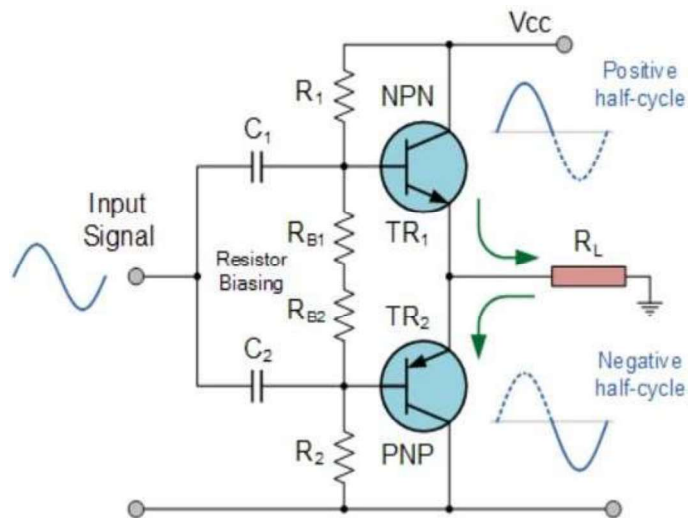 Vcc
Positive
half-cycle
R1
NPN
C1
Input
Signal
RB1
TR1
RL
Resistor
Biasing
RB2
TR2
C2
Negative
half-cycle
R2
PNP